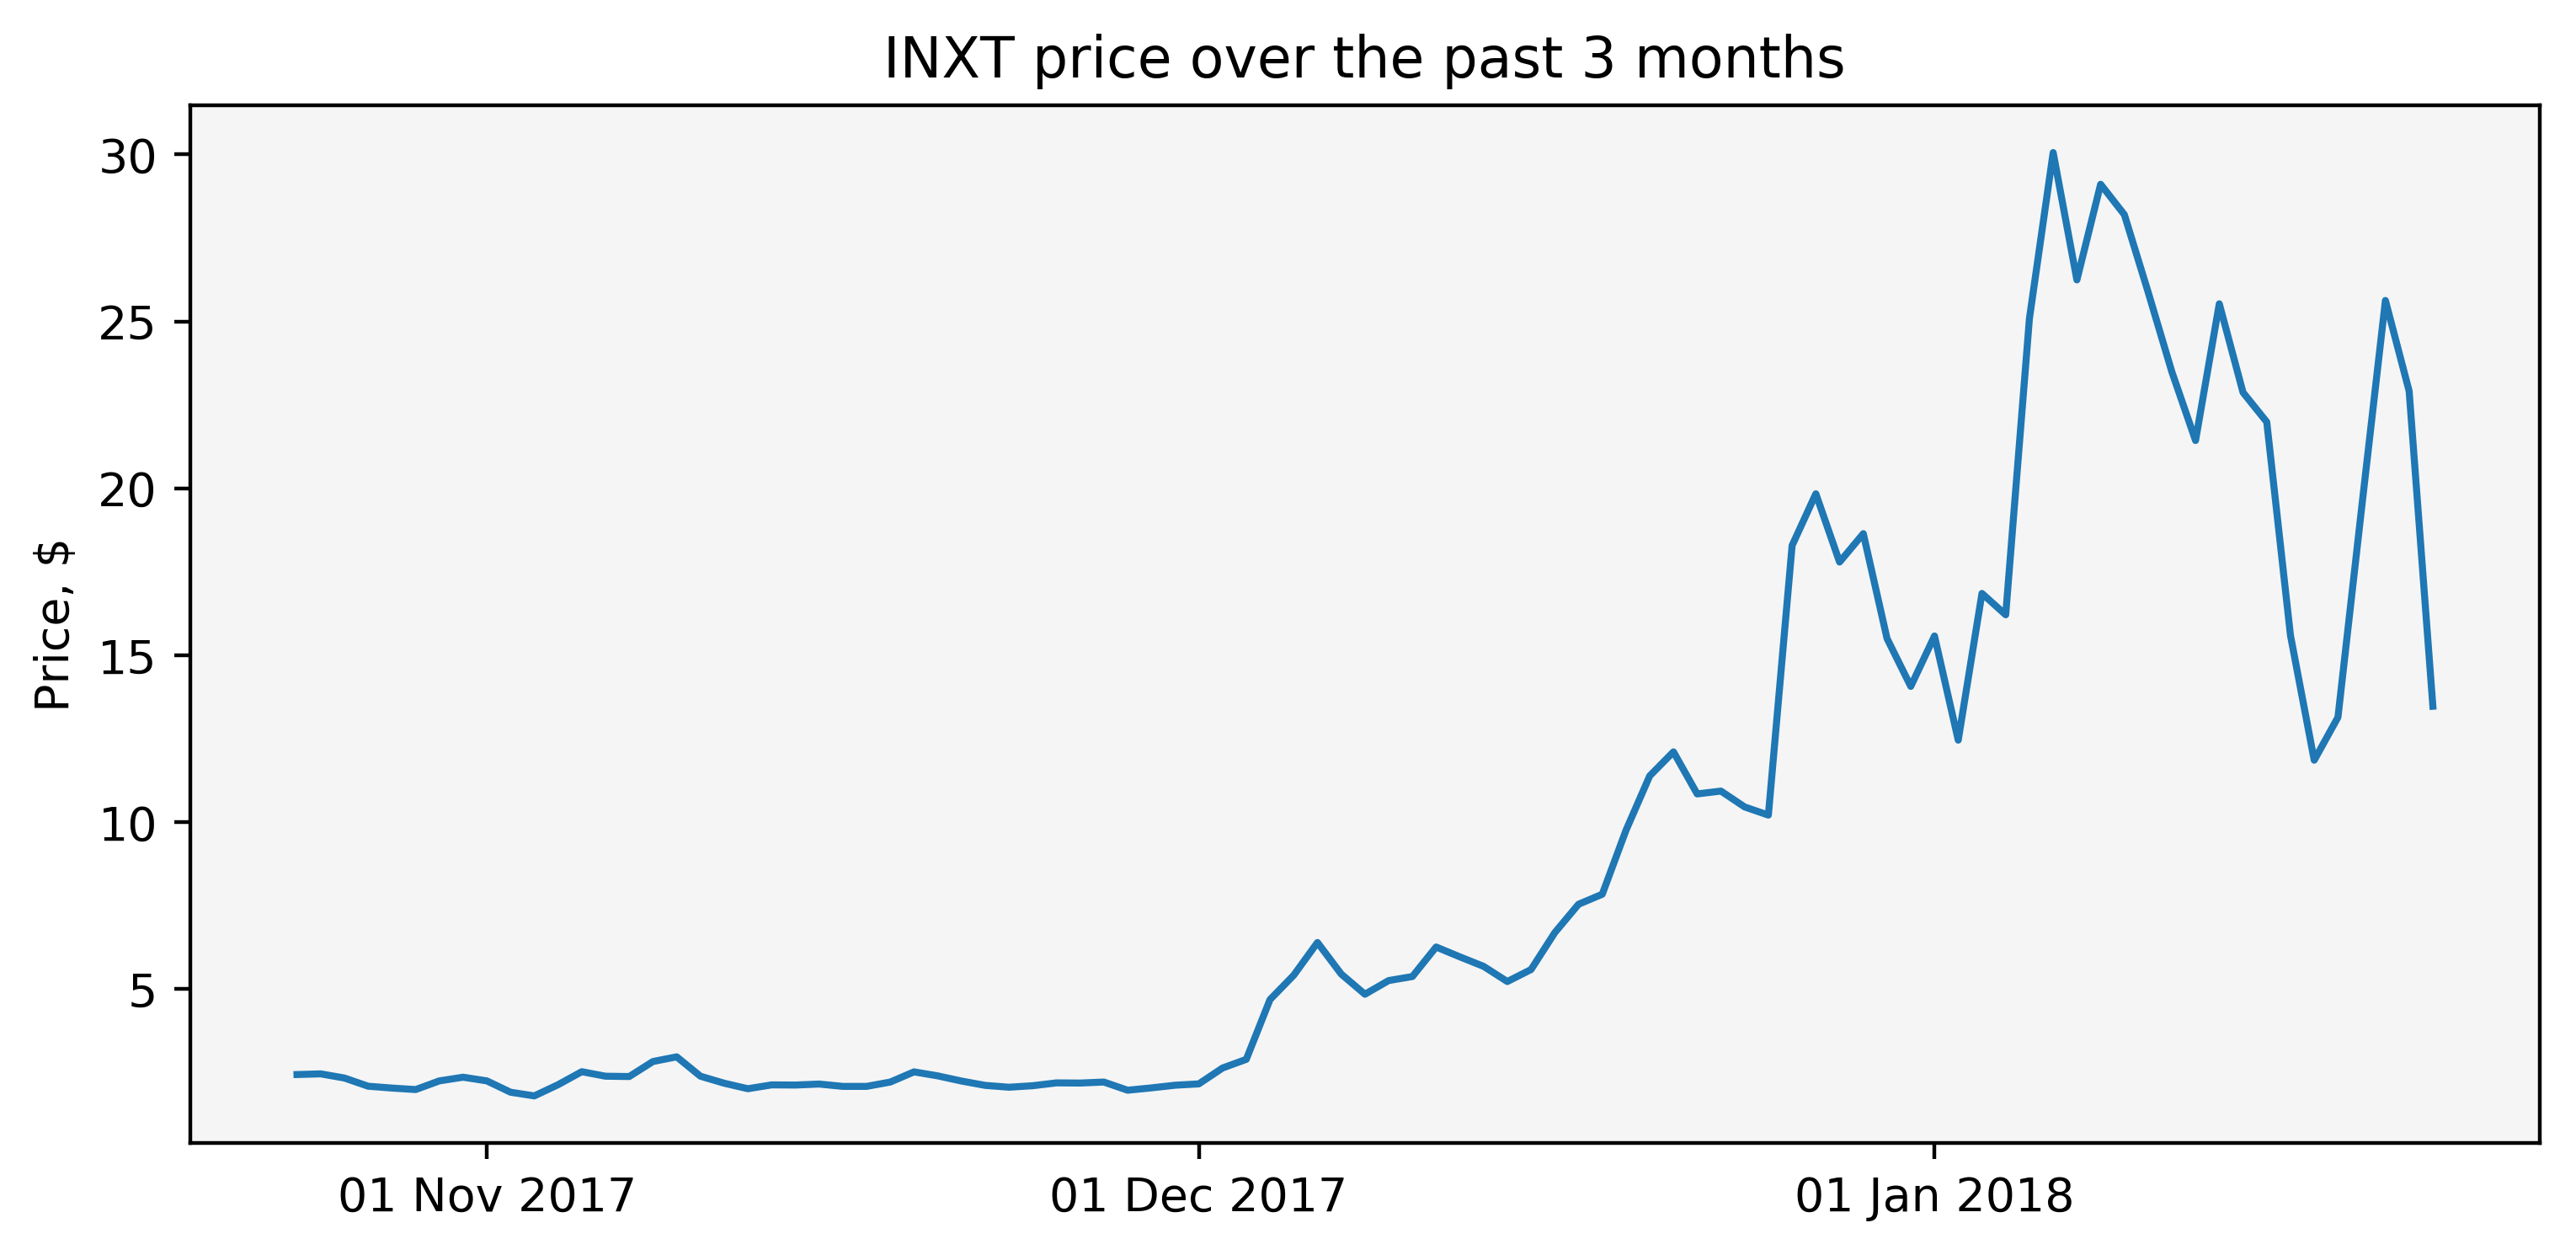 INXT price over the past 3 months
Price, $
30
25
20
15
10
5
01 Nov 2017
01 Dec 2017
01 Jan 2018